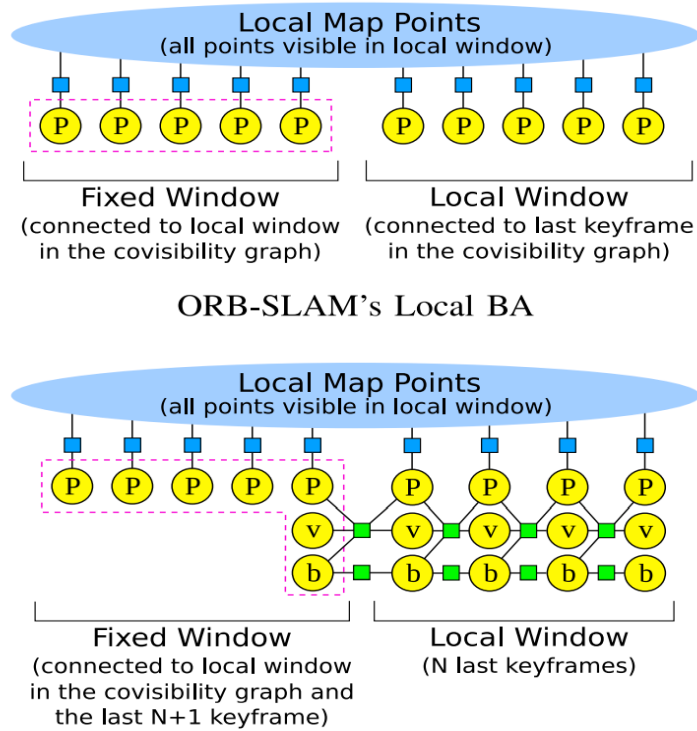 Local Map Points
(all points visible in local window)
P P P P P P P P P P
Fixed Window
(connected to local window
in the covisibility graph)
Local Window
(connected to last keyframe
in the covisibility graph)
ORB-SLAM's Local BA
Local Map Points
(all points visible in local window)
P P P P P P P P P
v v v v v
b b b b b
Fixed Window
(connected to local window
in the covisibility graph and
the last N+1 keyframe)
Local Window
(N last keyframes)